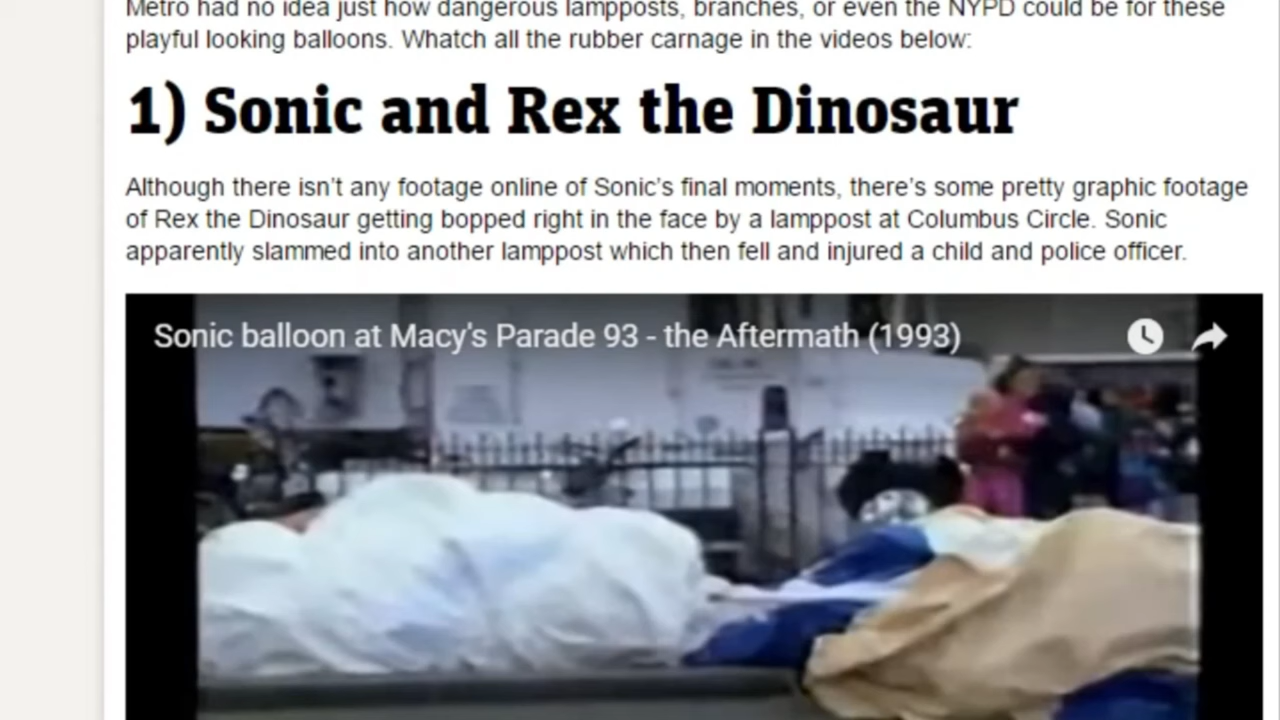 Metro had no idea just how dangerous lampposts, branches, or even the NYPD could be for these
playful looking balloons. Whatch all the rubber carnage in the videos below:
1) Sonic and Rex the Dinosaur
Although there isn't any footage online of Sonic's final moments, there's some pretty graphic footage
of Rex the Dinosaur getting bopped right in the face by a lamppost at Columbus Circle. Sonic
apparently slammed into another lamppost which then fell and injured a child and police officer.
Sonic balloon at Macy's Parade 93 - the Aftermath (1993)